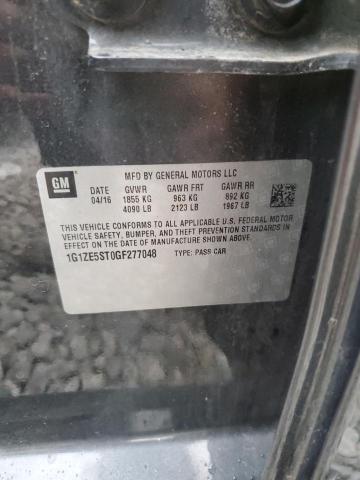 GM
MFD BY GENERAL MOTORS LLC
DATE GVWR GAWR FRT GAWR RR
04/16 1855 KG 963 KG 892 KG
4090 LB 2123 LB 1967 LB
THIS VEHICLE CONFORMS TO ALL APPLICABLE U.S. FEDERAL MOTOR
VEHICLE SAFETY, BUMPER, AND THEFT PREVENTION STANDARDS
IN EFFECT ON THE DATE OF MANUFACTURE SHOWN ABOVE.
1G1ZE5ST0GF277048 TYPE: PASS CAR